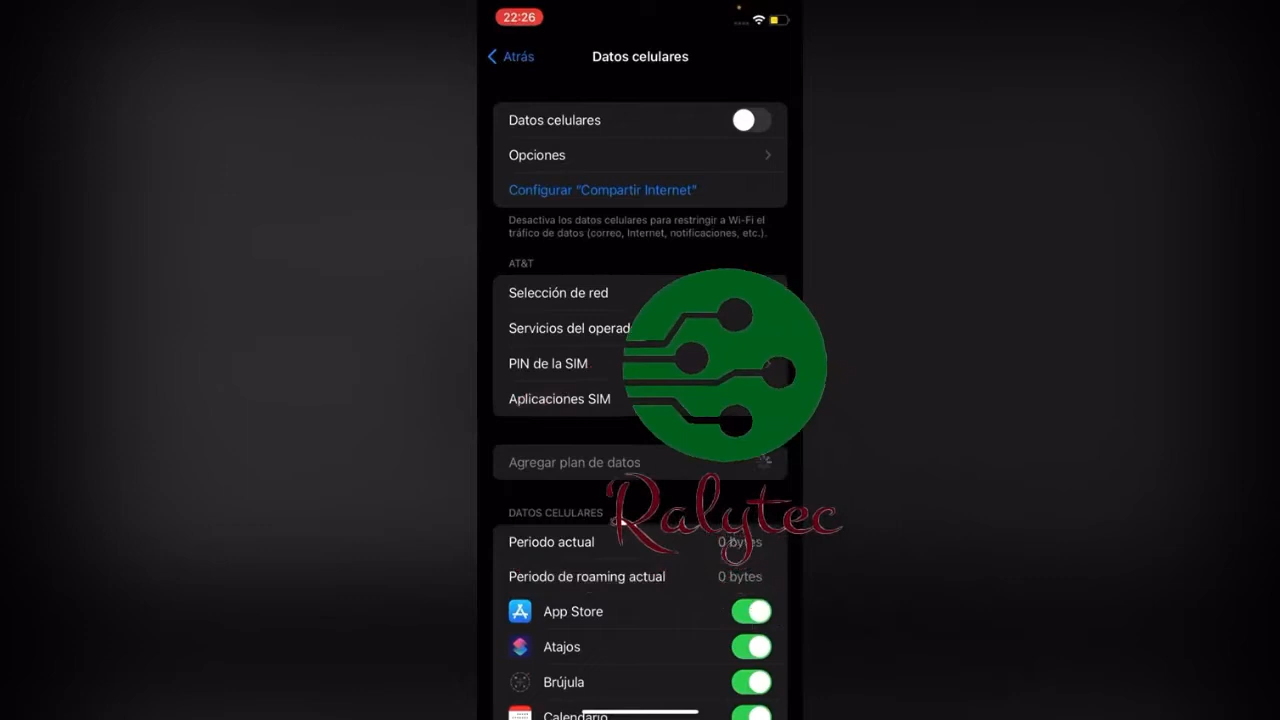 22:26
Atrás
Datos celulares
Datos celulares
Opciones
Configurar “Compartir Internet”
Desactiva los datos celulares para restringir a Wi-Fi el
tráfico de datos (correo, Internet, notificaciones, etc.).
AT&T
Selección de red
Servicios del operad
PIN de la SIM
Aplicaciones SIM
Agregar plan de datos
Ralytec
DATOS CELULARES
Periodo actual 0 bytes
Periodo de roaming actual 0 bytes
App Store
Atajos
Brújula
Calendario